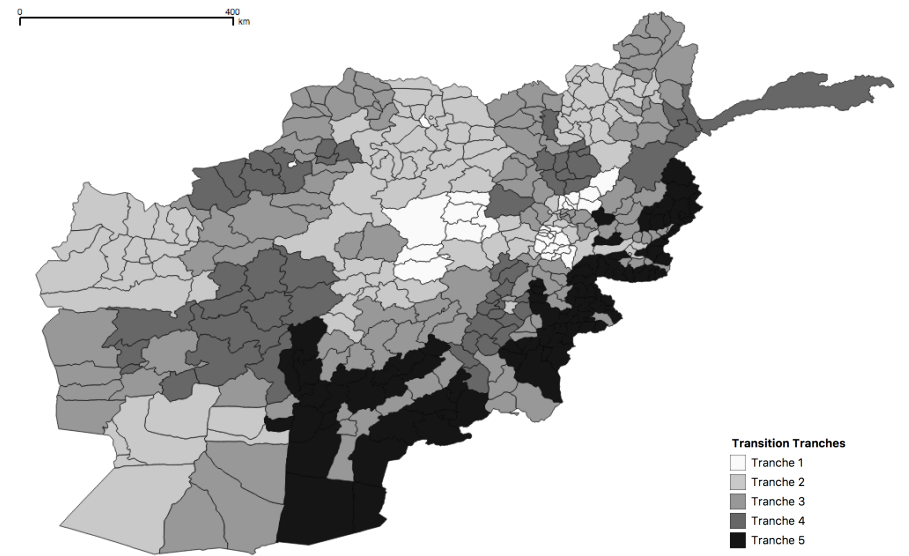 0 400
km
Transition Tranches
Tranche 1
Tranche 2
Tranche 3
Tranche 4
Tranche 5